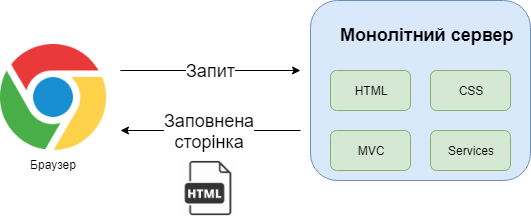 Монолітний сервер
Запит
HTML
CSS
Заповнена
сторінка
MVC
Services
Браузер
HTML